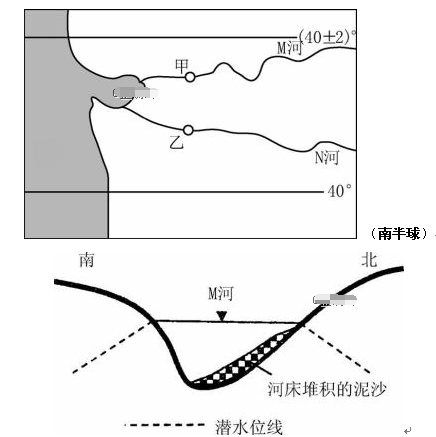 (40±2)°
M河
甲
乙
N河
40°
(南半球)
南
北
M河
河床堆积的泥沙
潜水位线